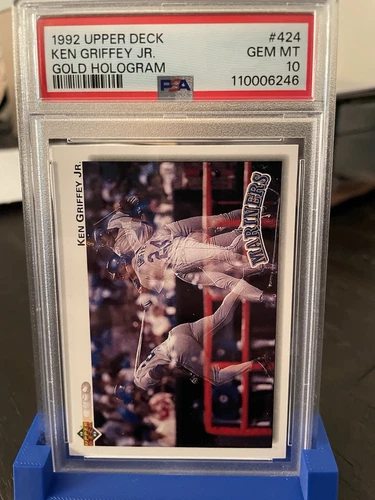 1992 UPPER DECK #424
KEN GRIFFEY JR. GEM MT
GOLD HOLOGRAM 10
PSA 110006246
KEN GRIFFEY JR
MARINERS